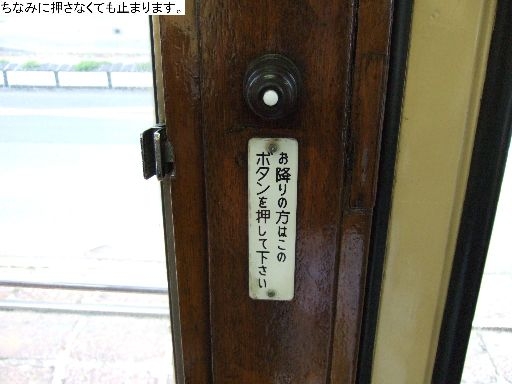 ちなみに押さなくても止まります。
お降りの方はこの
ボタンを押して下さい